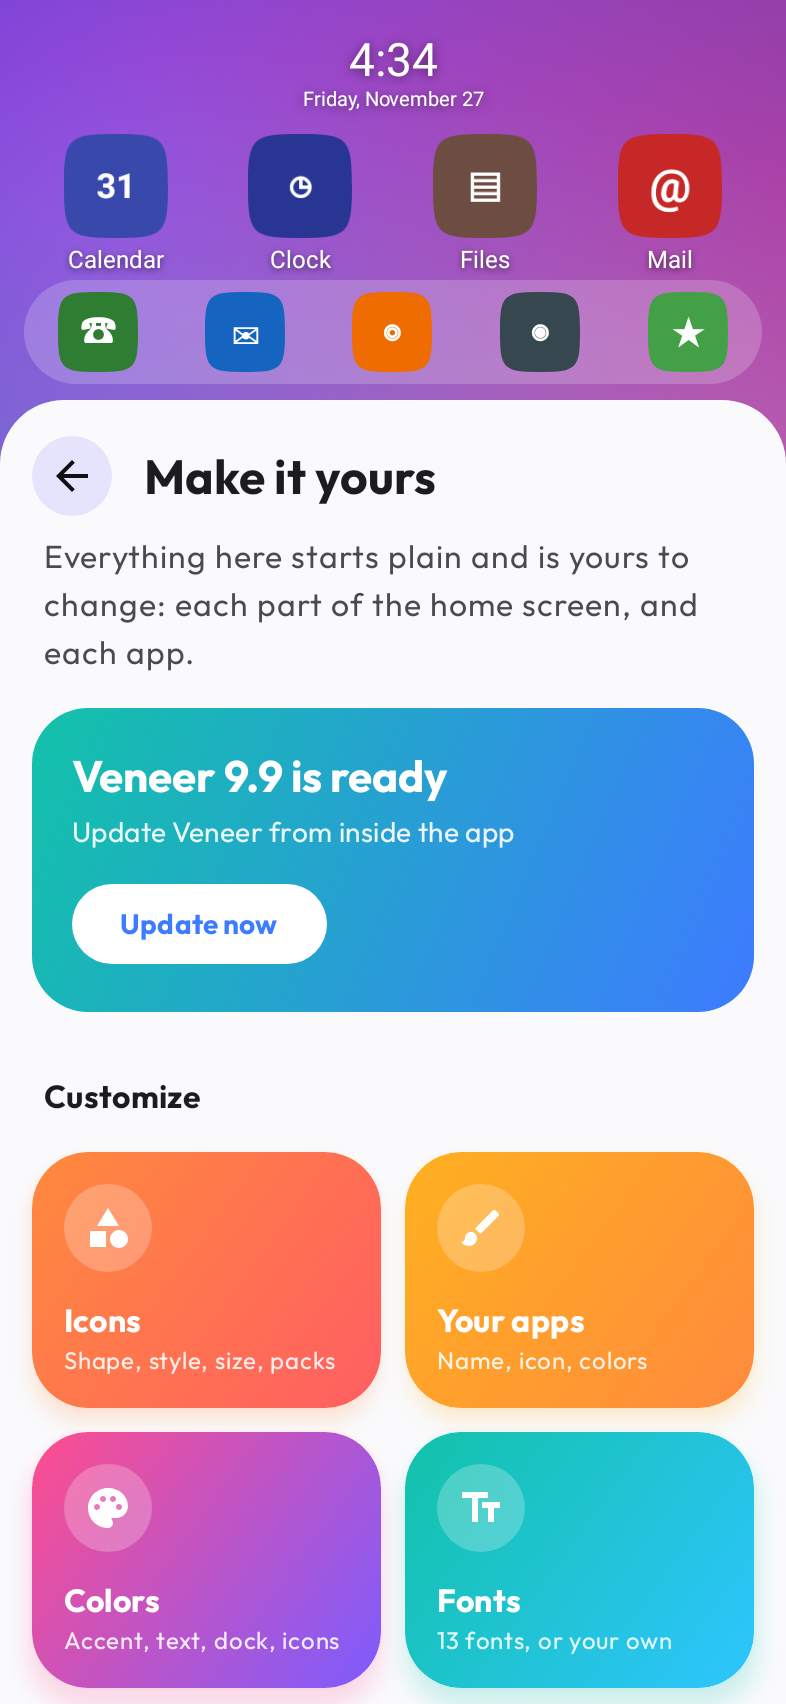 4:34
Friday, November 27
31
@
Calendar
Clock
Files
Mail
Make it yours
Everything here starts plain and is yours to
change: each part of the home screen, and
each app.
Veneer 9.9 is ready
Update Veneer from inside the app
Update now
Customize
Icons
Shape, style, size, packs
Your apps
Name, icon, colors
Colors
Accent, text, dock, icons
Fonts
13 fonts, or your own